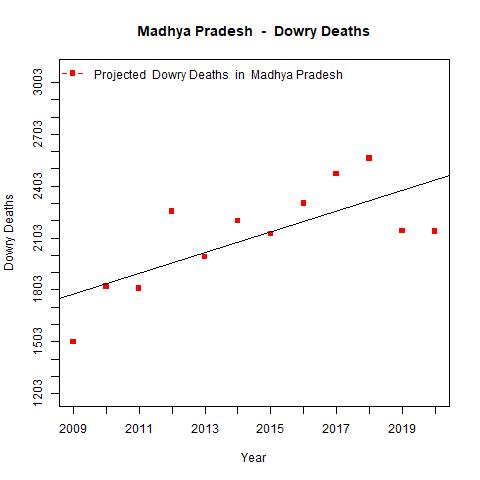 Madhya Pradesh - Dowry Deaths
Projected Dowry Deaths in Madhya Pradesh
3003
2703
2403
2103
1803
1503
1203
Dowry Deaths
2009 2011 2013 2015 2017 2019
Year